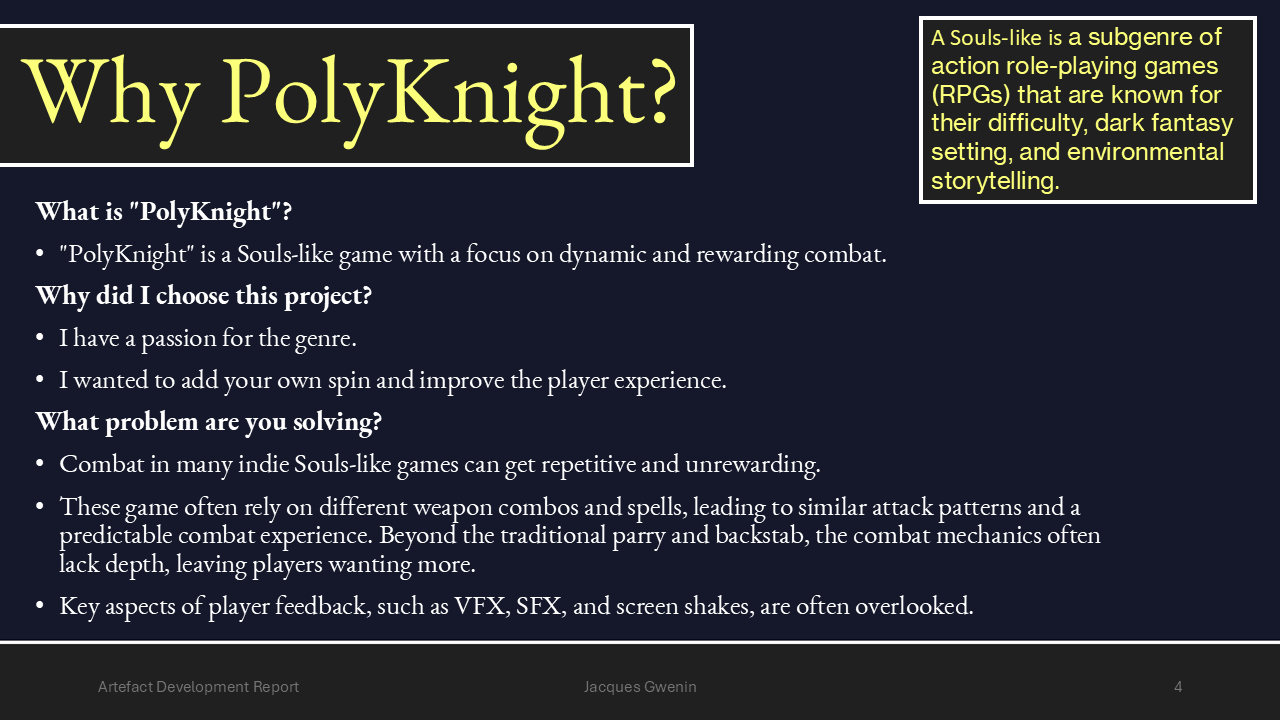 Why PolyKnight?
A Souls-like is a subgenre of
action role-playing games
(RPGs) that are known for
their difficulty, dark fantasy
setting, and environmental
storytelling.
What is "PolyKnight"?
• "PolyKnight" is a Souls-like game with a focus on dynamic and rewarding combat.
Why did I choose this project?
• I have a passion for the genre.
• I wanted to add your own spin and improve the player experience.
What problem are you solving?
• Combat in many indie Souls-like games can get repetitive and unrewarding.
• These game often rely on different weapon combos and spells, leading to similar attack patterns and a
predictable combat experience. Beyond the traditional parry and backstab, the combat mechanics often
lack depth, leaving players wanting more.
• Key aspects of player feedback, such as VFX, SFX, and screen shakes, are often overlooked.
Artefact Development Report
Jacques Gwenin
4